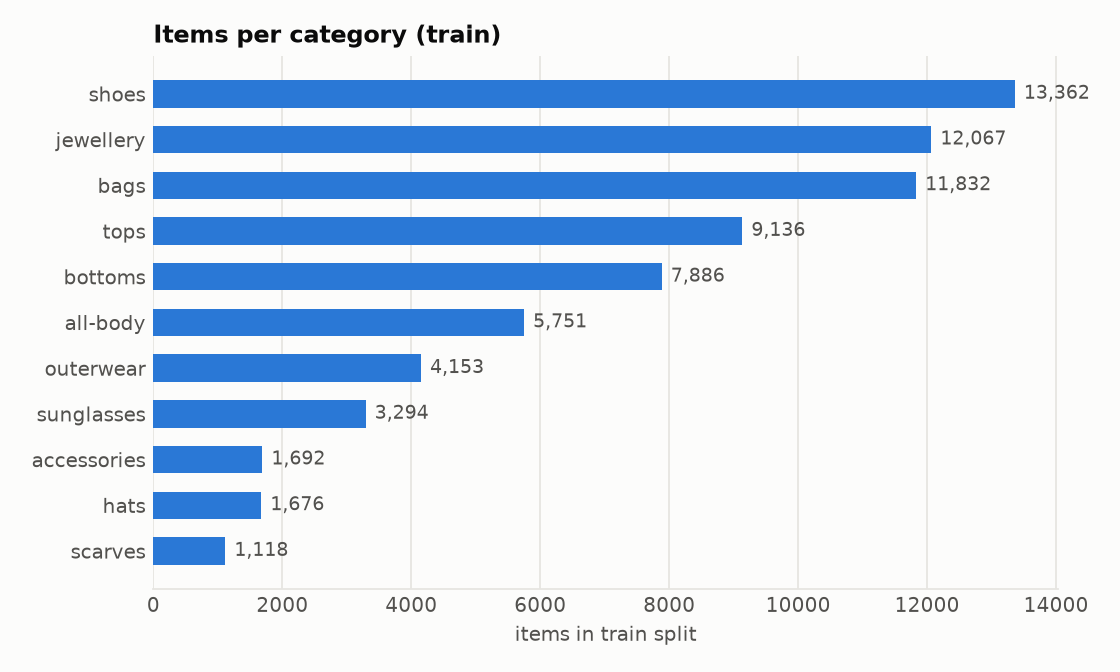 Items per category (train)
shoes 13,362
jewellery 12,067
bags 11,832
tops 9,136
bottoms 7,886
all-body 5,751
outerwear 4,153
sunglasses 3,294
accessories 1,692
hats 1,676
scarves 1,118
0 2000 4000 6000 8000 10000 12000 14000
items in train split